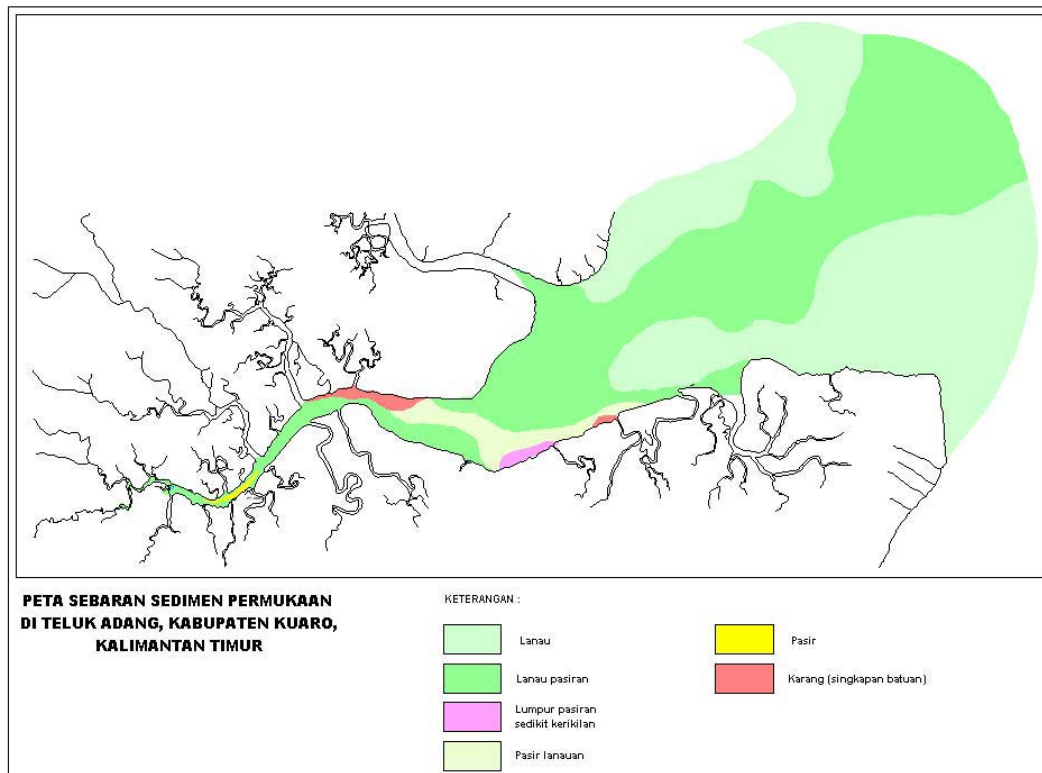 PETA SEBARAN SEDIMEN PERMUKAAN
DI TELUK ADANG, KABUPATEN KUARO,
KALIMANTAN TIMUR
KETERANGAN :
Lanau
Lanau pasiran
Lumpur pasiran
sedikit kerikilan
Pasir lanauan
Pasir
Karang (singkapan batuan)